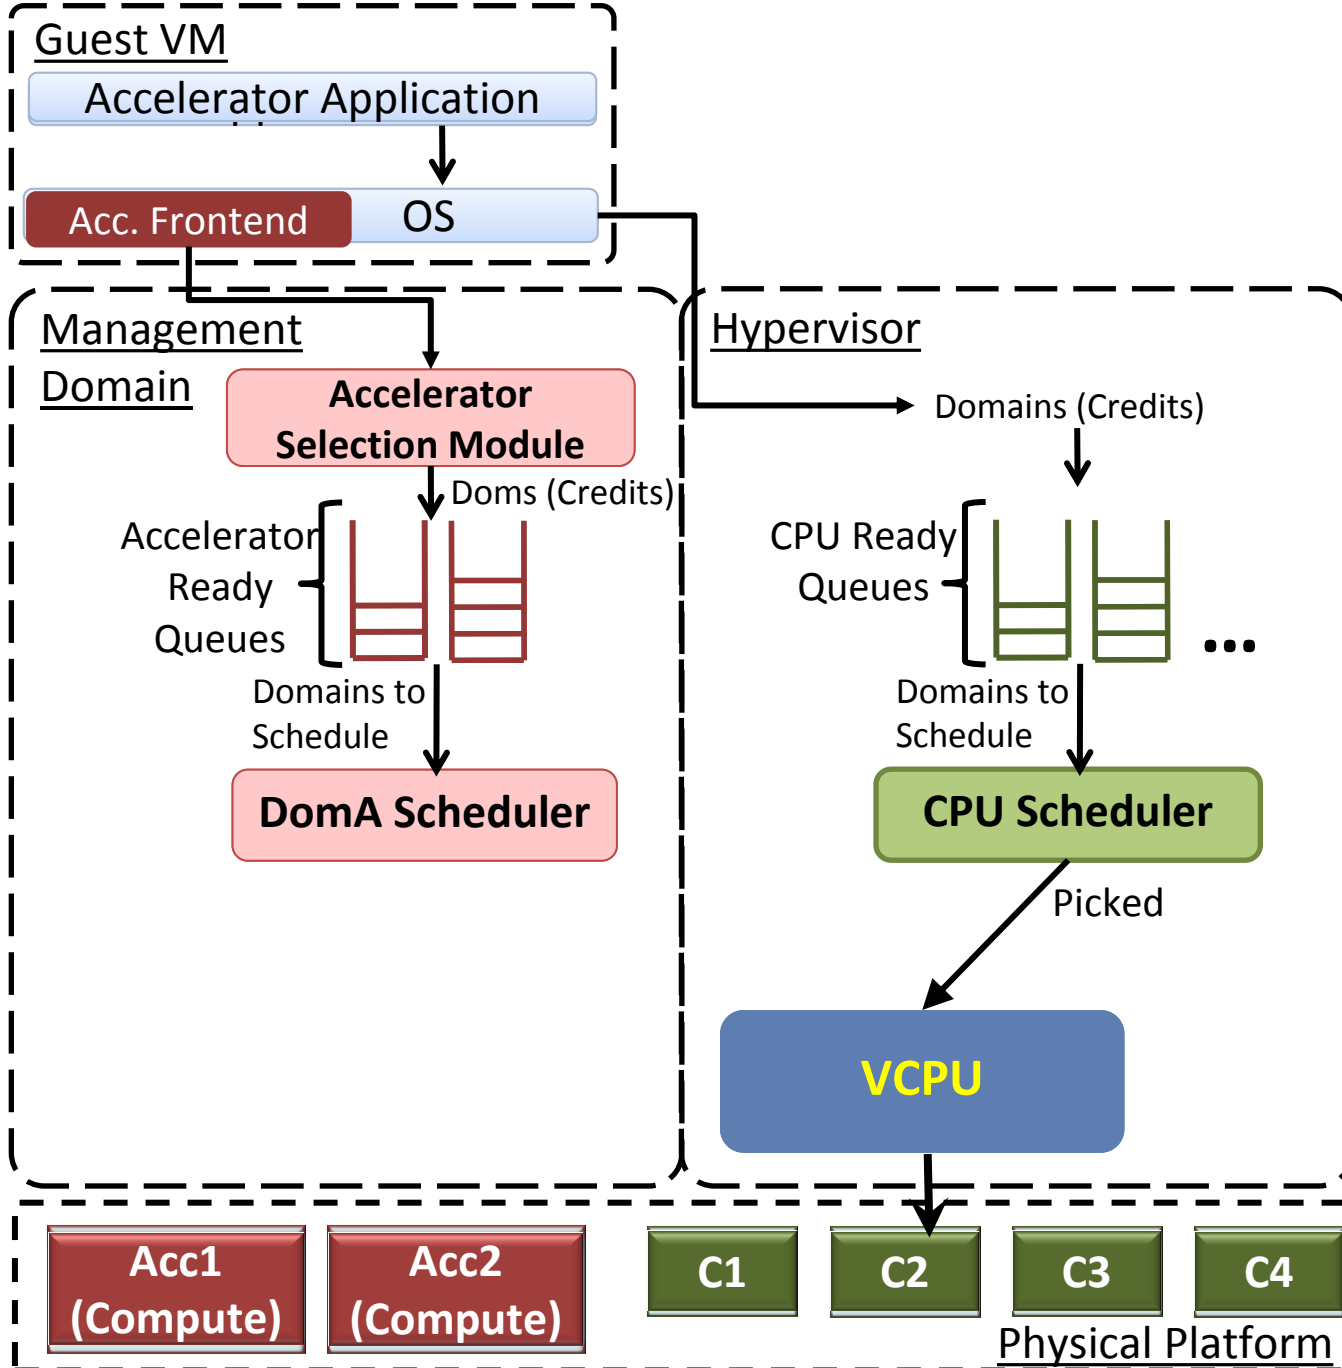 Guest VM
Accelerator Application
Acc. Frontend
OS
Management
Domain
Hypervisor
Accelerator
Selection Module
Domains (Credits)
Doms (Credits)
Accelerator
Ready
Queues
CPU Ready
Queues
...
Domains to
Schedule
Domains to
Schedule
DomA Scheduler
CPU Scheduler
Picked
VCPU
Acc1
(Compute)
Acc2
(Compute)
C1
C2
C3
C4
Physical Platform